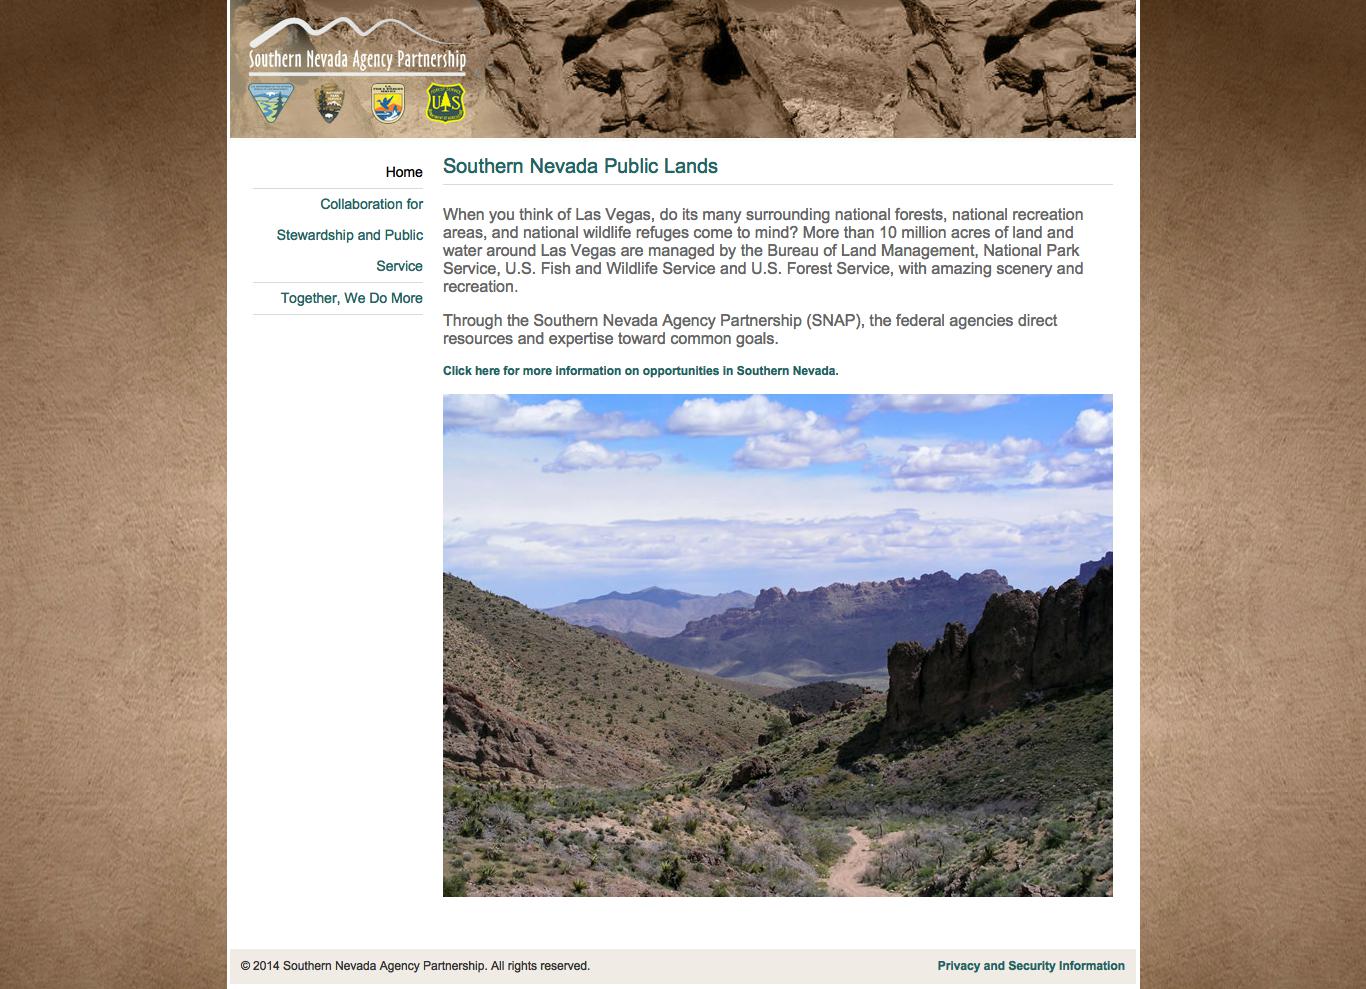 Southern Nevada Agency Partnership
Home
Collaboration for
Stewardship and Public
Service
Together, We Do More
Southern Nevada Public Lands
When you think of Las Vegas, do its many surrounding national forests, national recreation
areas, and national wildlife refuges come to mind? More than 10 million acres of land and
water around Las Vegas are managed by the Bureau of Land Management, National Park
Service, U.S. Fish and Wildlife Service and U.S. Forest Service, with amazing scenery and
recreation.
Through the Southern Nevada Agency Partnership (SNAP), the federal agencies direct
resources and expertise toward common goals.
Click here for more information on opportunities in Southern Nevada.
© 2014 Southern Nevada Agency Partnership. All rights reserved.
Privacy and Security Information